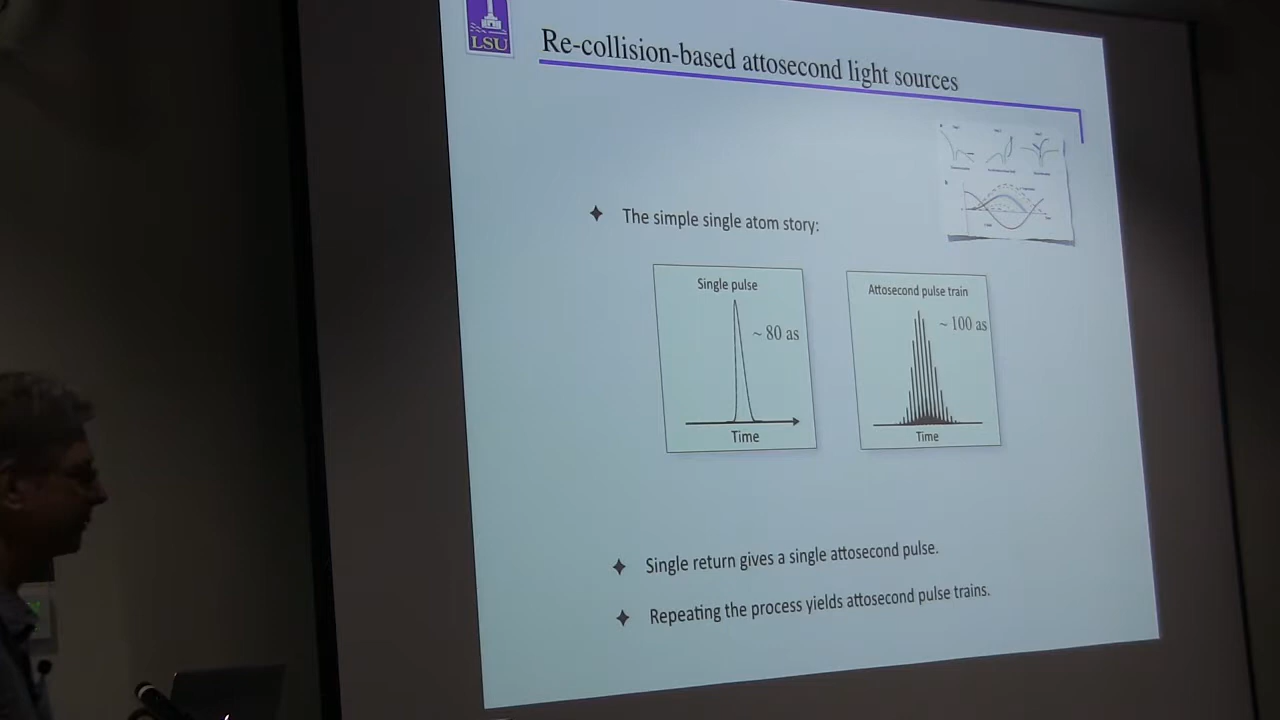 LSU
Re-collision-based attosecond light sources
The simple single atom story:
Single pulse
~ 80 as
Time
Attosecond pulse train
~ 100 as
Time
Single return gives a single attosecond pulse.
Repeating the process yields attosecond pulse trains.